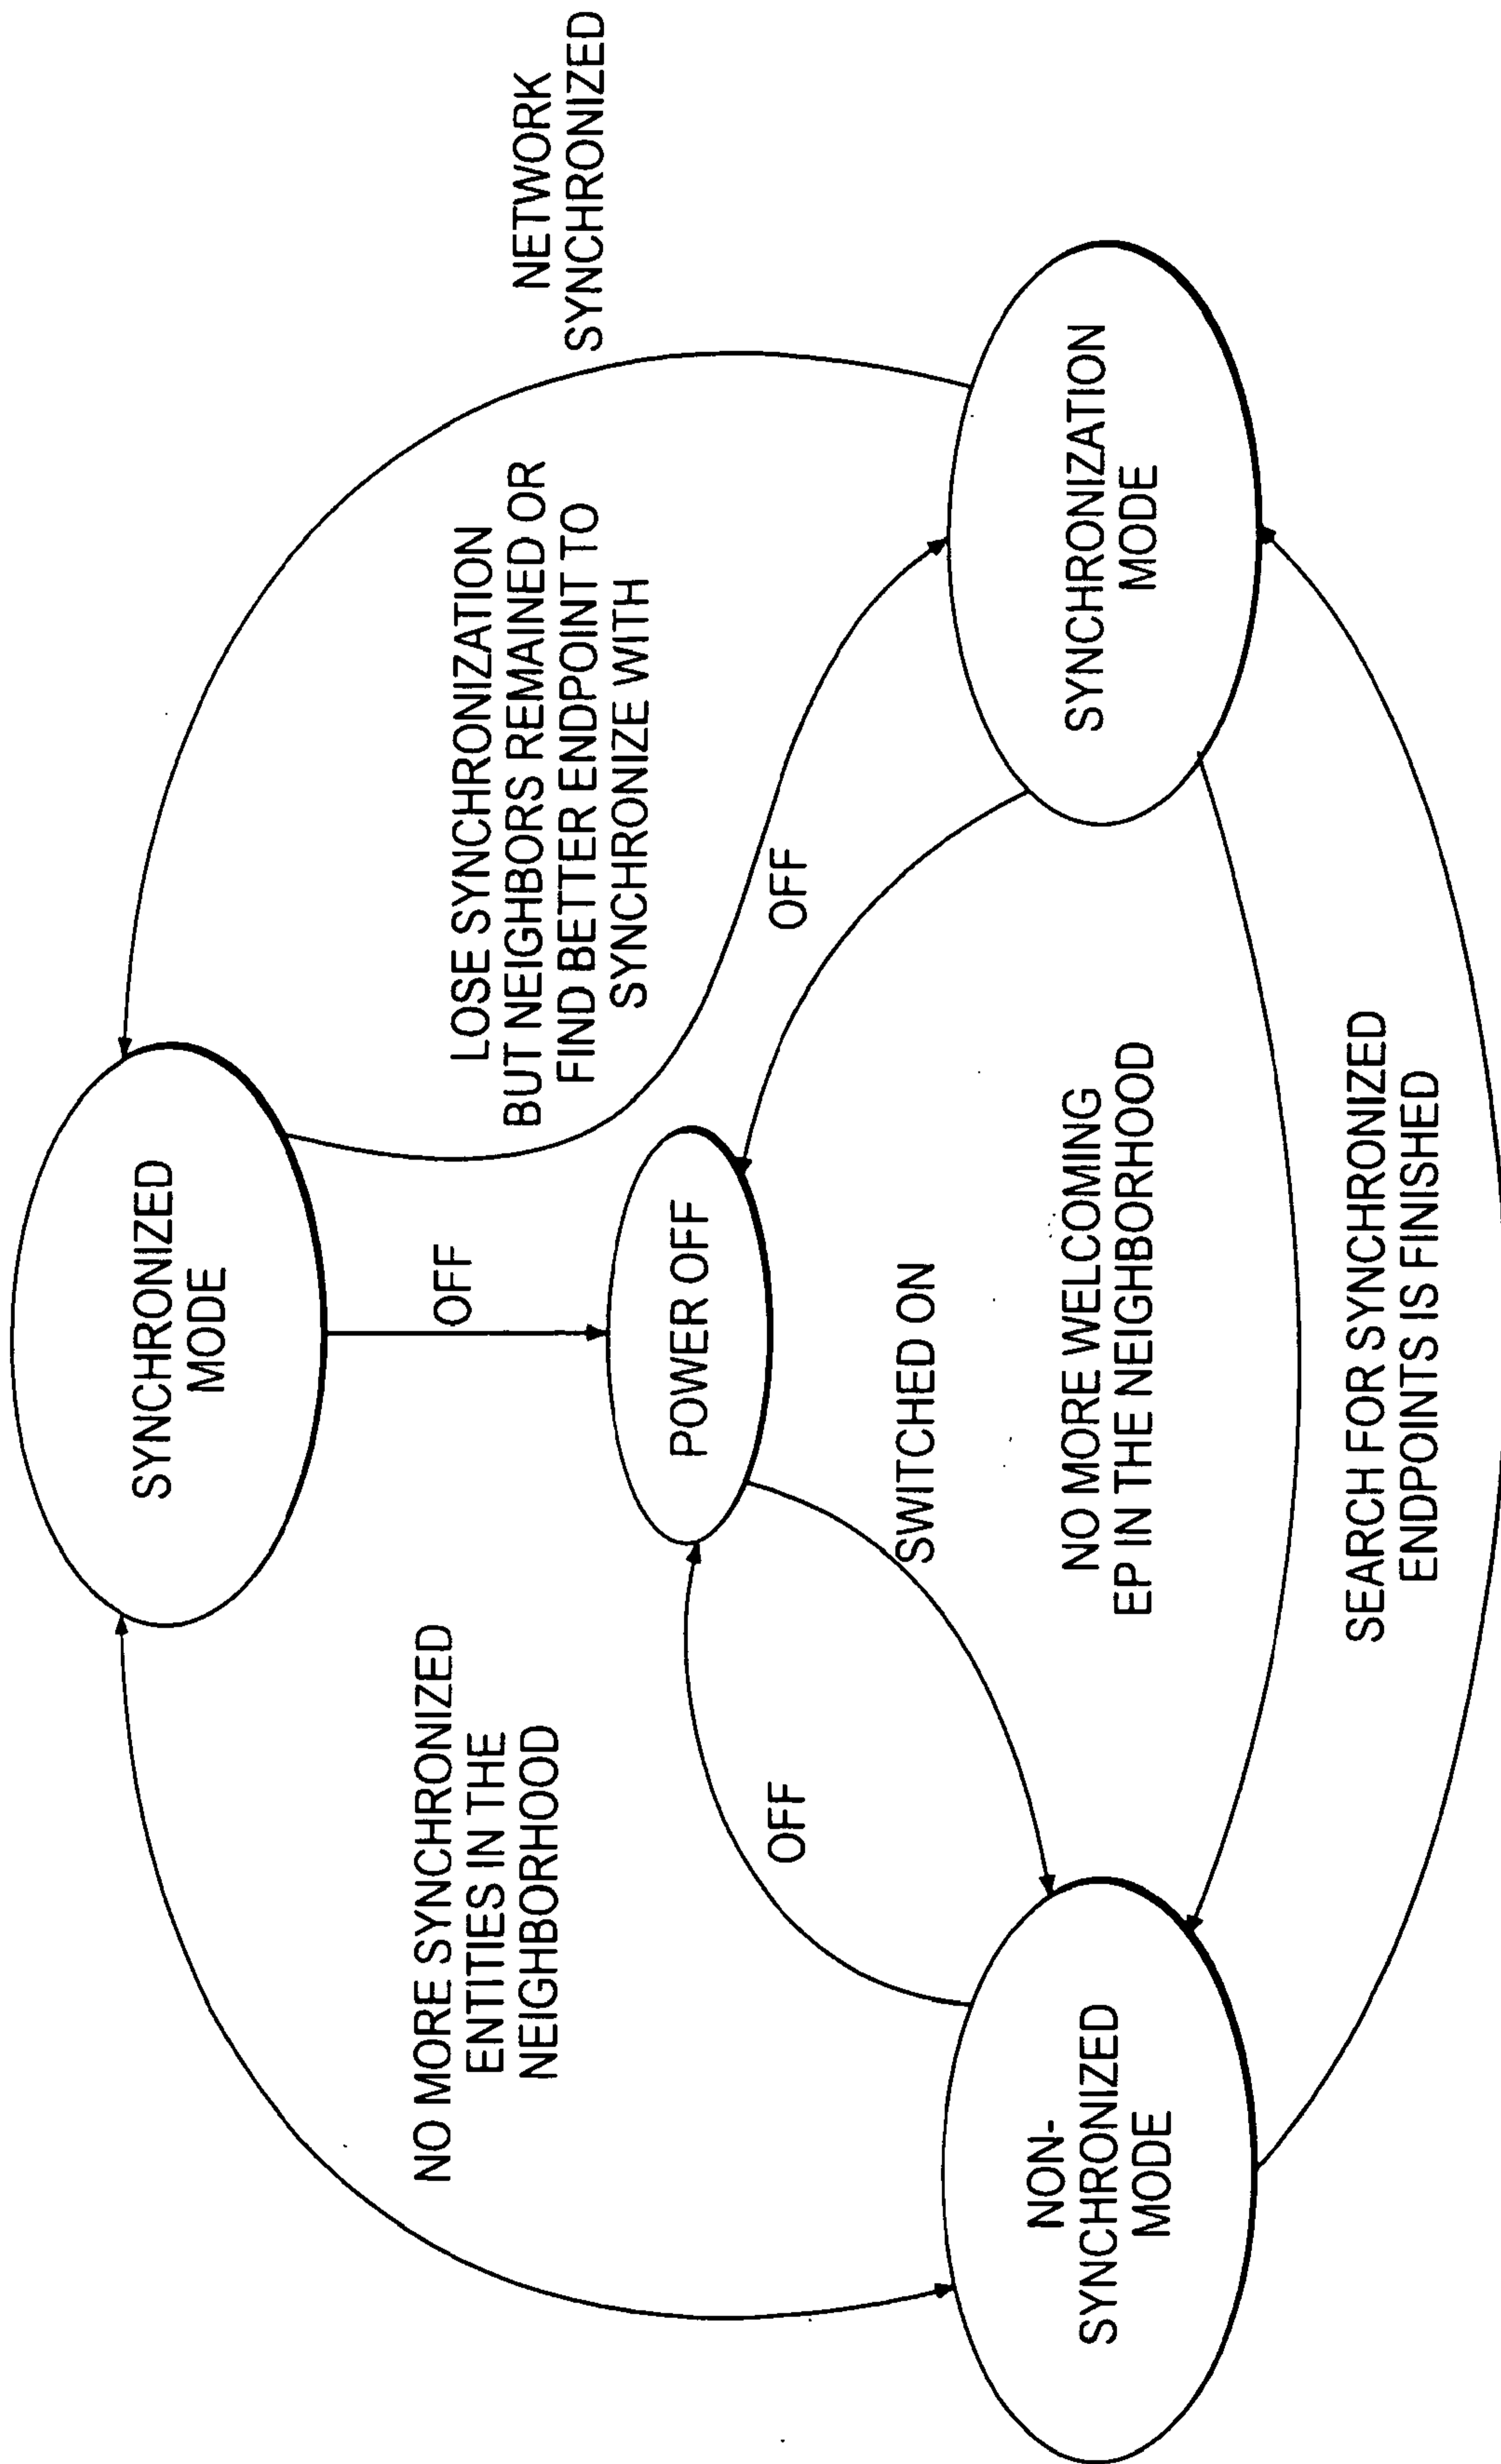 SYNCHRONIZED
MODE
NETWORK
SYNCHRONIZED
NO MORE SYNCHRONIZED
ENTITIES IN THE
NEIGHBORHOOD
OFF
LOSE SYNCHRONIZATION
BUT NEIGHBORS REMAINED OR
FIND BETTER ENDPOINT TO
SYNCHRONIZE WITH
POWER OFF
OFF
OFF
SWITCHED ON
NON-
SYNCHRONIZED
MODE
NO MORE WELCOMING
EP IN THE NEIGHBORHOOD
SYNCHRONIZATION
MODE
SEARCH FOR SYNCHRONIZED
ENDPOINTS IS FINISHED